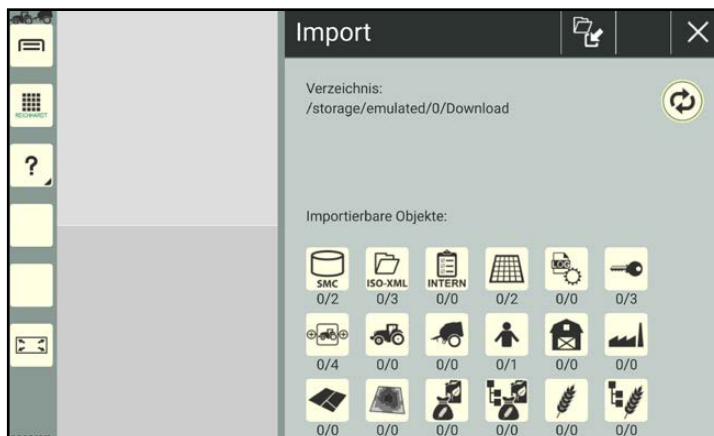 Import
Verzeichnis:
/storage/emulated/0/Download
REICHHARDT
?
Importierbare Objekte:
SMC
ISO-XML
INTERN
LOG
0/2
0/3
0/0
0/2
0/0
0/3
0/4
0/0
0/0
0/1
0/0
0/0
0/0
0/0
0/0
0/0
0/0
0/0